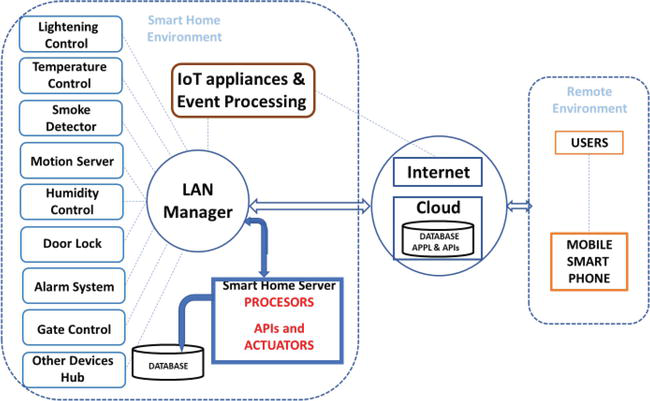 Lightening
Control
Temperature
Control
Smoke
Detector
Motion Server
Humidity
Control
Door Lock
Alarm System
Gate Control
Other Devices
Hub
Smart Home
Environment
IoT appliances &
Event Processing
LAN
Manager
Smart Home Server
PROCESORS
APIs and
ACTUATORS
DATABASE
Internet
Cloud
DATABASE
APPL & APIs
Remote
Environment
USERS
MOBILE
SMART
PHONE